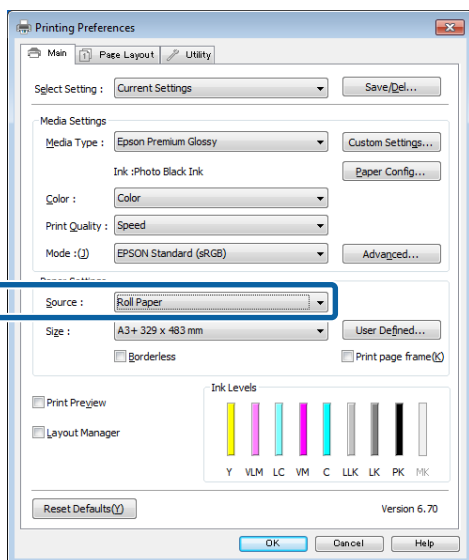 Printing Preferences
Main Page Layout Utility
Select Setting : Current Settings Save/Del...
Media Settings
Media Type : Epson Premium Glossy Custom Settings...
Ink :Photo Black Ink Paper Config...
Color : Color
Print Quality : Speed
Mode :(J) EPSON Standard (sRGB) Advanced...
Paper Settings
Source : Roll Paper
Size : A3+ 329 x 483 mm User Defined...
Borderless Print page frame(K)
Ink Levels
Print Preview
Layout Manager
Y VLM LC VM C LLK LK PK MK
Reset Defaults(Y) Version 6.70
OK Cancel Help